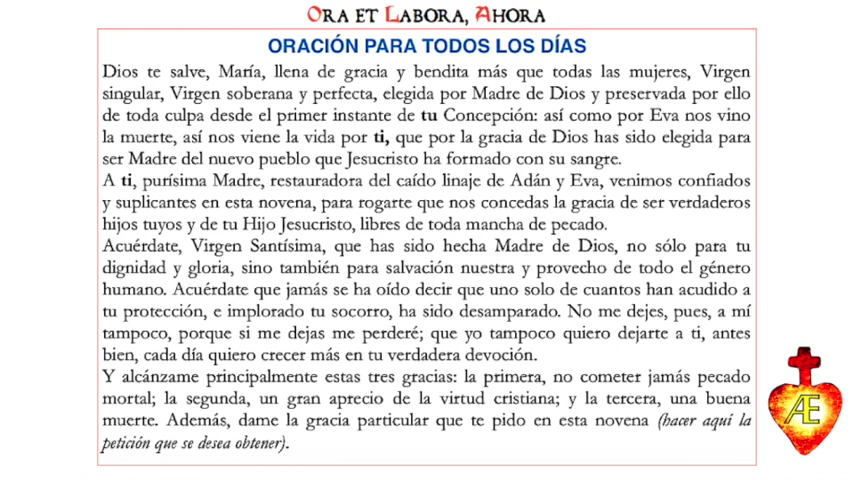 ORA ET LABORA, AHORA
ORACIÓN PARA TODOS LOS DÍAS
Dios te salve, María, llena de gracia y bendita más que todas las mujeres, Virgen
singular, Virgen soberana y perfecta, elegida por Madre de Dios y preservada por ello
de toda culpa desde el primer instante de tu Concepción: así como por Eva nos vino
la muerte, así nos viene la vida por ti, que por la gracia de Dios has sido elegida para
ser Madre del nuevo pueblo que Jesucristo ha formado con su sangre.
A ti, purísima Madre, restauradora del caído linaje de Adán y Eva, venimos confiados
y suplicantes en esta novena, para rogarte que nos concedas la gracia de ser verdaderos
hijos tuyos y de tu Hijo Jesucristo, libres de toda mancha de pecado.
Acuérdate, Virgen Santísima, que has sido hecha Madre de Dios, no sólo para tu
dignidad y gloria, sino también para salvación nuestra y provecho de todo el género
humano. Acuérdate que jamás se ha oído decir que uno solo de cuantos han acudido a
tu protección, e implorado tu socorro, ha sido desamparado. No me dejes, pues, a mí
tampoco, porque si me dejas me perderé; que yo tampoco quiero dejarte a ti, antes
bien, cada día quiero crecer más en tu verdadera devoción.
Y alcánzame principalmente estas tres gracias: la primera, no cometer jamás pecado
mortal; la segunda, un gran aprecio de la virtud cristiana; y la tercera, una buena
muerte. Además, dame la gracia particular que te pido en esta novena (hacer aquí la
petición que se desea obtener).
Æ